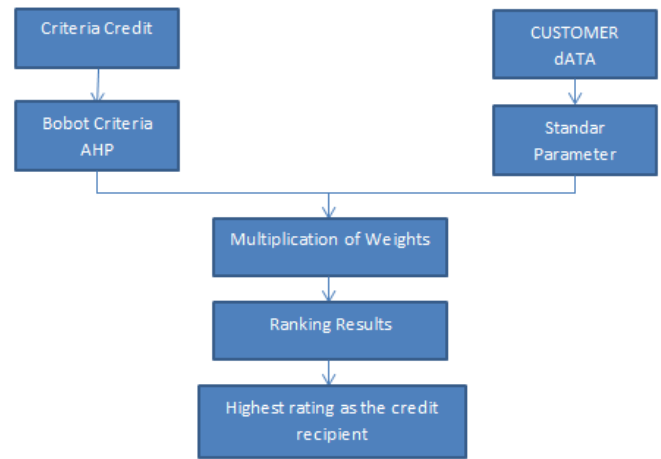 Criteria Credit
CUSTOMER
dATA
Bobot Criteria
AHP
Standar
Parameter
Multiplication of Weights
Ranking Results
Highest rating as the credit
recipient